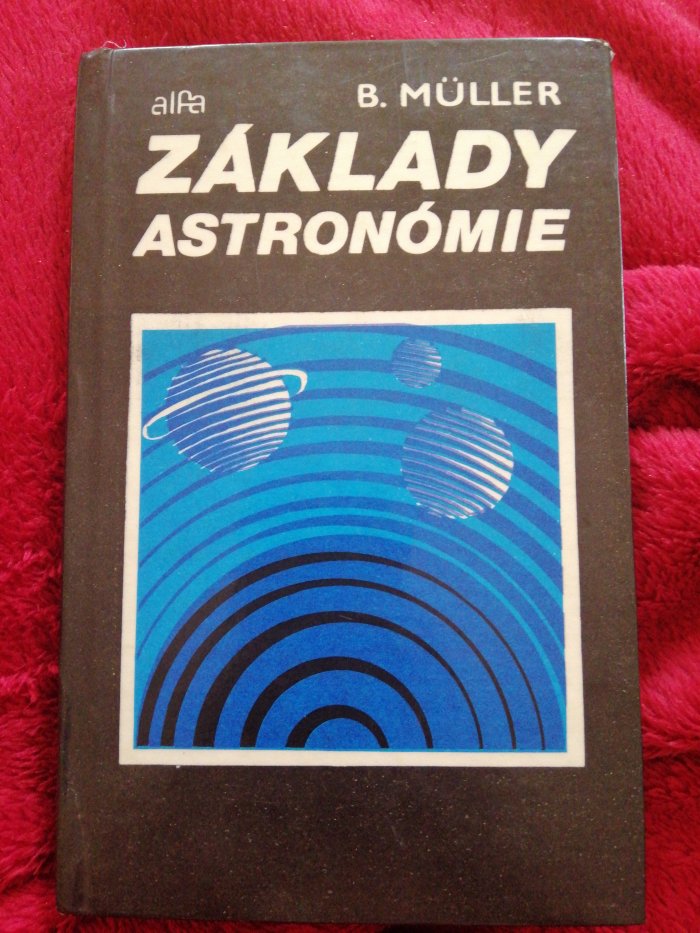 alfa
B. MÜLLER
ZÁKLADY
ASTRONÓMIE